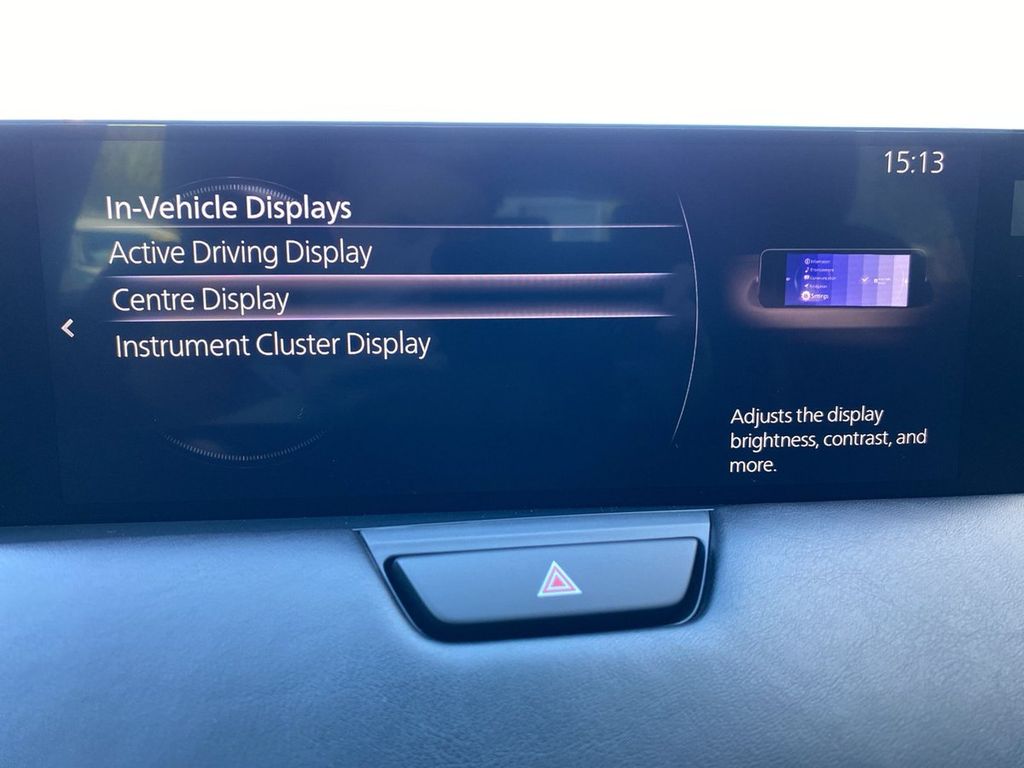 15:13
In-Vehicle Displays
Active Driving Display
Centre Display
Instrument Cluster Display
Settings
Adjusts the display
brightness, contrast, and
more.